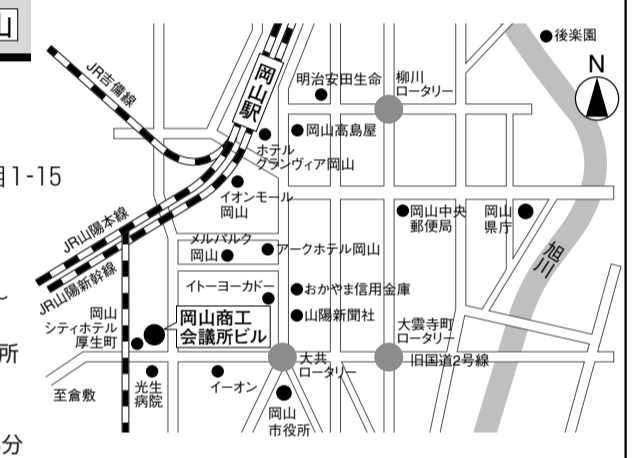 山
目1-15
～
所
分
後楽園
N
JR吉備線
岡山駅
明治安田生命
柳川
ロータリー
岡山高島屋
ホテル
グランヴィア岡山
イオンモール
岡山
岡山中央
郵便局
岡山
県庁
JR山陽本線
JR山陽新幹線
メルパルク
岡山
アークホテル岡山
旭川
イトーヨーカドー
おかやま信用金庫
岡山
シティホテル
厚生町
岡山商工
会議所ビル
山陽新聞社
大雲寺町
ロータリー
大共
ロータリー
旧国道2号線
至倉敷
光生
病院
イーオン
岡山
市役所